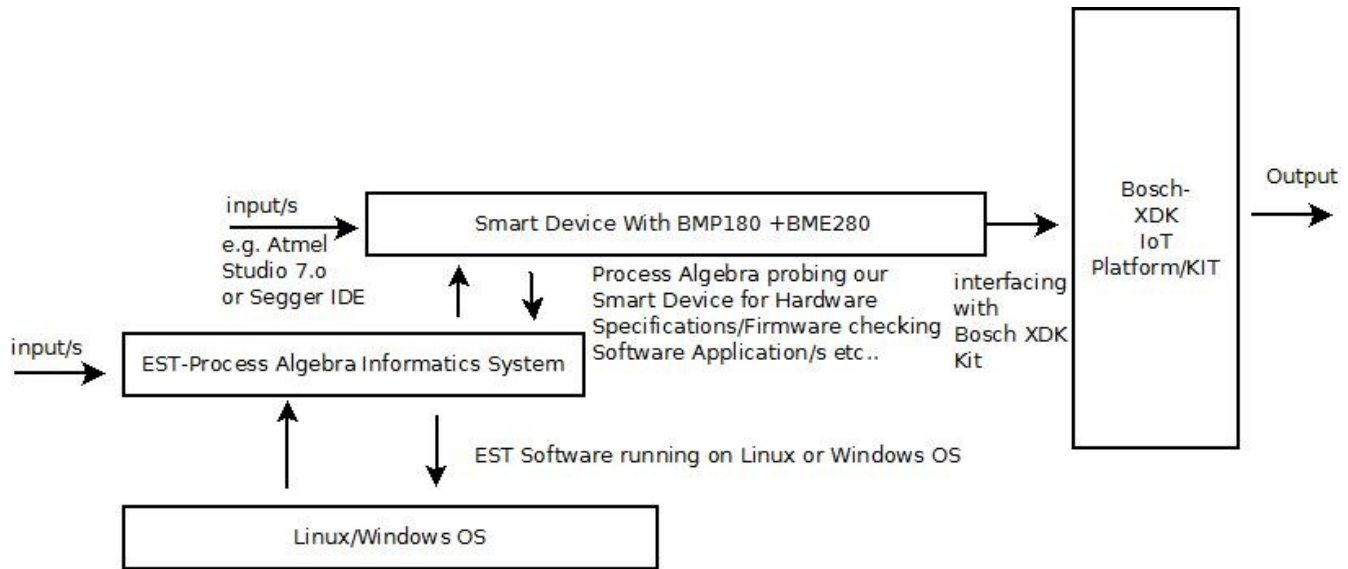 Bosch-
XDK
IoT
Platform/KIT
Output
input/s
e.g. Atmel
Studio 7.o
or Segger IDE
Smart Device With BMP180 +BME280
Process Algebra probing our
Smart Device for Hardware
Specifications/Firmware checking
Software Application/s etc..
interfacing
with
Bosch XDK
Kit
input/s
EST-Process Algebra Informatics System
EST Software running on Linux or Windows OS
Linux/Windows OS